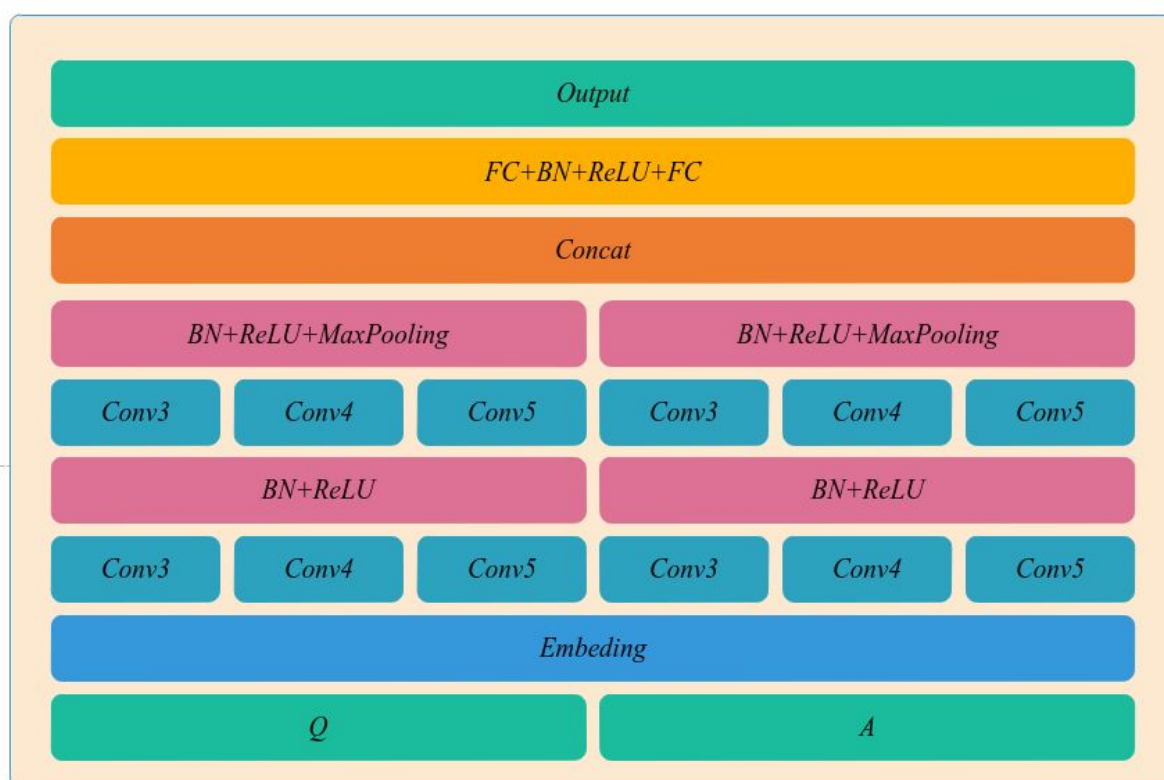 Output
FC+BN+ReLU+FC
Concat
BN+ReLU+MaxPooling BN+ReLU+MaxPooling
Conv3 Conv4 Conv5 Conv3 Conv4 Conv5
BN+ReLU BN+ReLU
Conv3 Conv4 Conv5 Conv3 Conv4 Conv5
Embeding
Q A